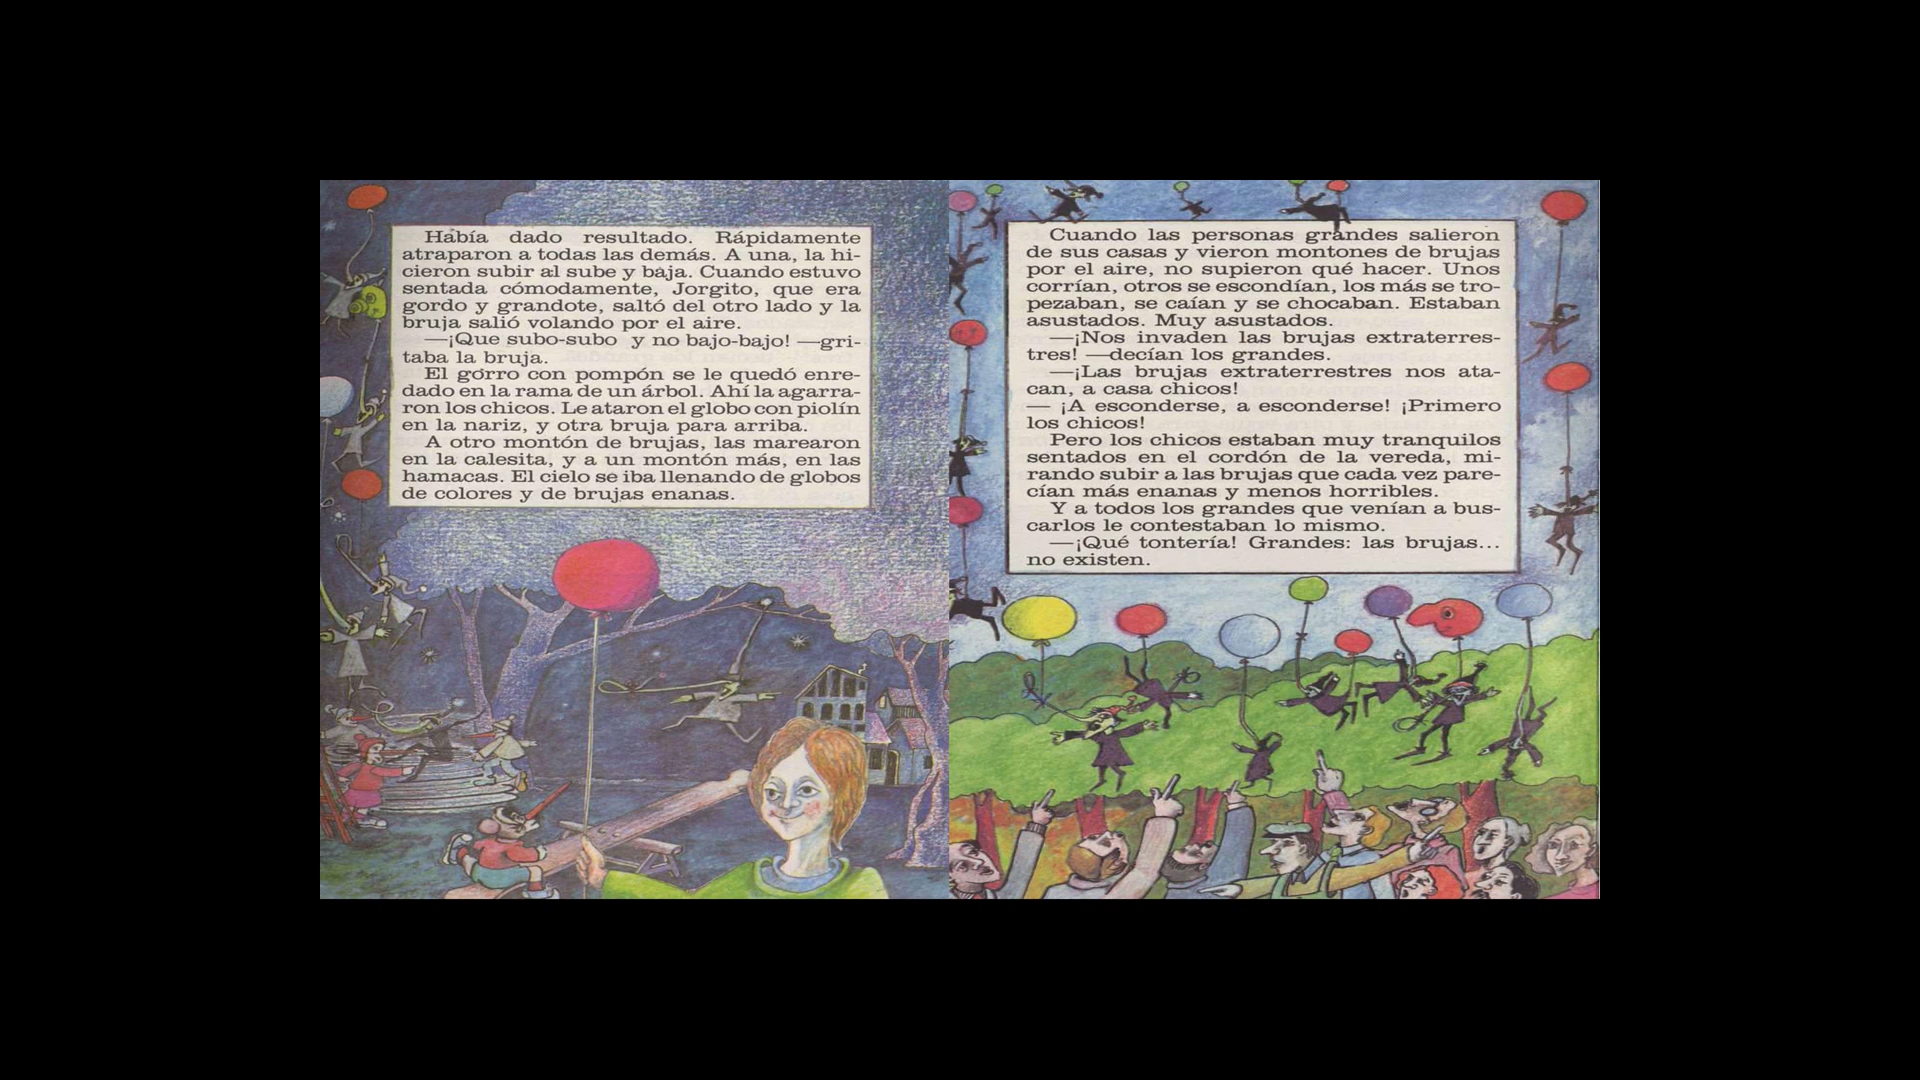 Había dado resultado. Rápidamente
atraparon a todas las demás. A una, la hi-
cieron subir al sube y baja. Cuando estuvo
sentada cómodamente, Jorgito, que era
gordo y grandote, saltó del otro lado y la
bruja salió volando por el aire.
—¡Que subo-subo y no bajo-bajo! —gri-
taba la bruja.
El gorro con pompón se le quedó enre-
dado en la rama de un árbol. Ahí la agarra-
ron los chicos. Le ataron el globo con piolín
en la nariz, y otra bruja para arriba.
A otro montón de brujas, las marearon
en la calesita, y a un montón más, en las
hamacas. El cielo se iba llenando de globos
de colores y de brujas enanas.
Cuando las personas grandes salieron
de sus casas y vieron montones de brujas
por el aire, no supieron qué hacer. Unos
corrían, otros se escondían, los más se tro-
pezaban, se caían y se chocaban. Estaban
asustados. Muy asustados.
—¡Nos invaden las brujas extraterres-
tres! —decían los grandes.
—¡Las brujas extraterrestres nos ata-
can, a casa chicos!
— ¡A esconderse, a esconderse! ¡Primero
los chicos!
Pero los chicos estaban muy tranquilos
sentados en el cordón de la vereda, mi-
rando subir a las brujas que cada vez pare-
cían más enanas y menos horribles.
Y a todos los grandes que venían a bus-
carlos le contestaban lo mismo.
—¡Qué tontería! Grandes: las brujas...
no existen.